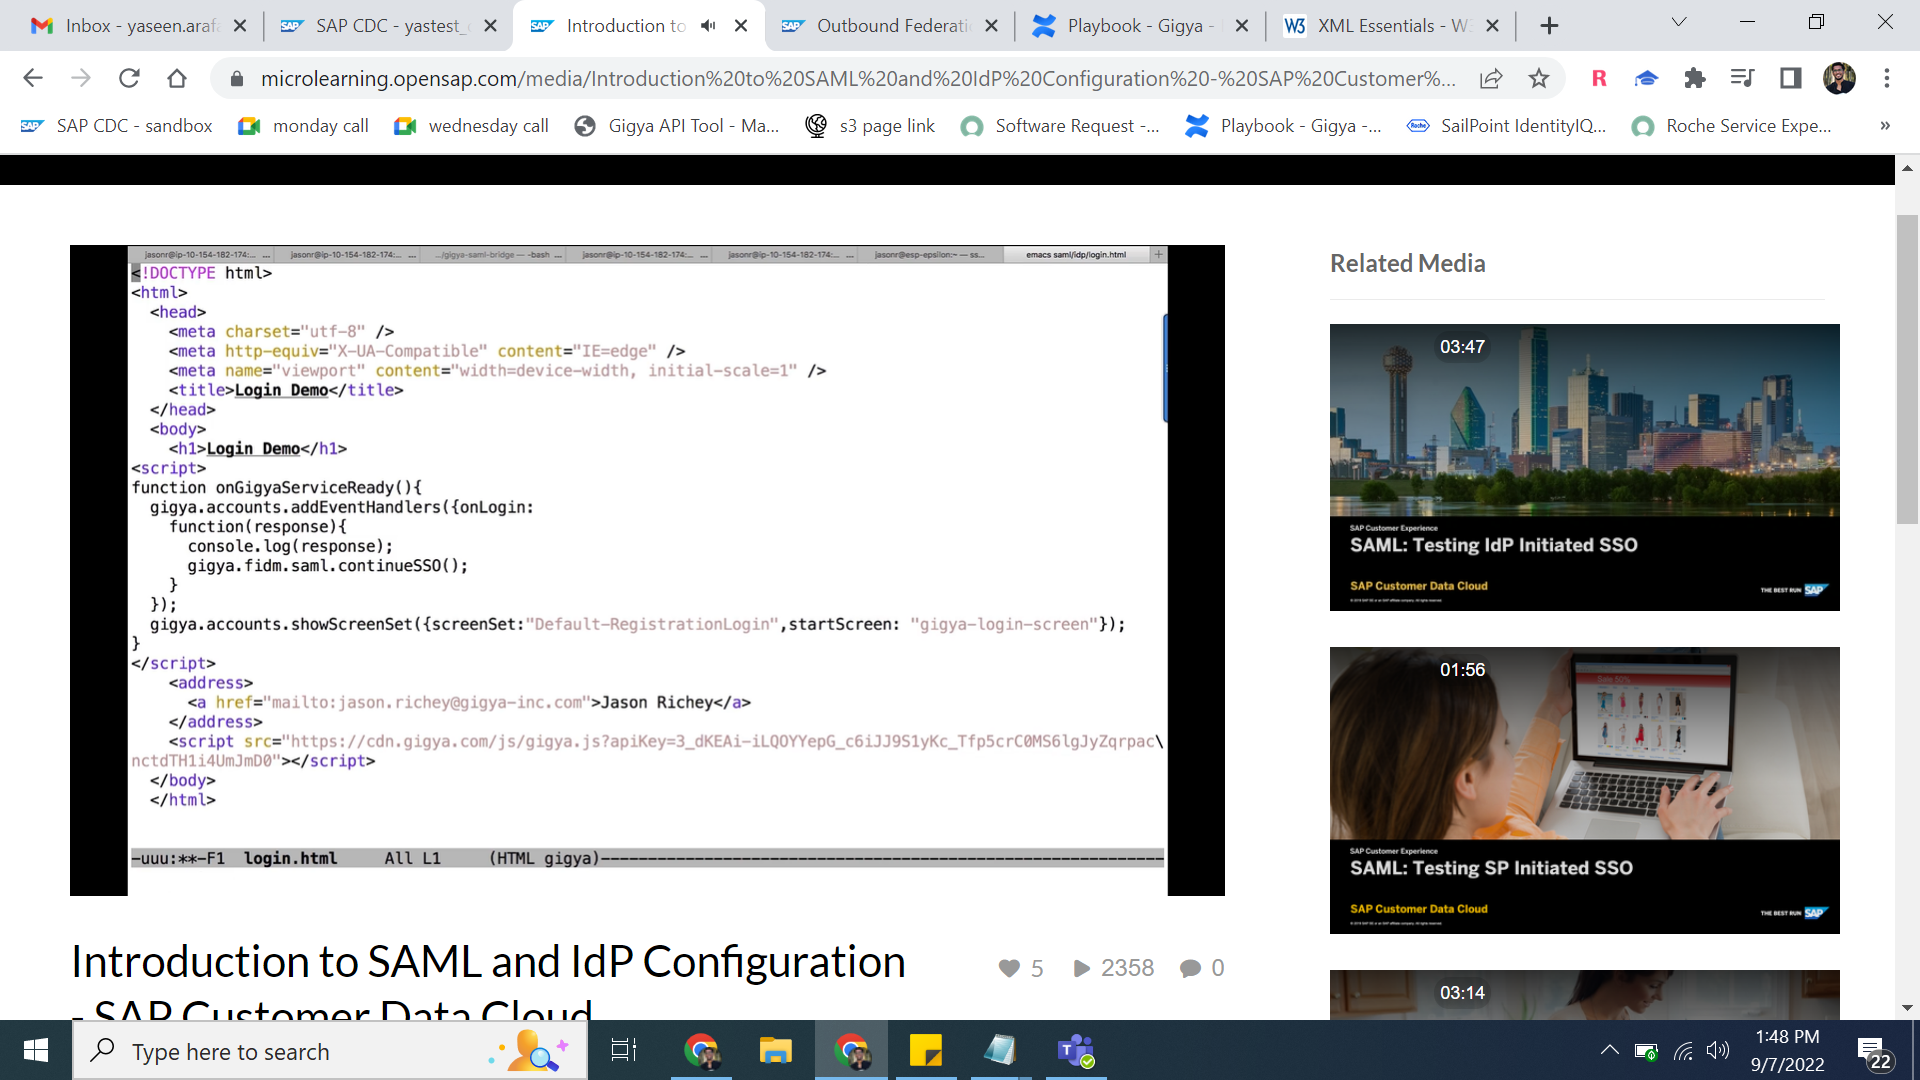 Inbox - yaseen.arafa
SAP CDC - yastest_c
Introduction to
Outbound Federatio
Playbook - Gigya -
XML Essentials - W3
microlearning.opensap.com/media/Introduction%20to%20SAML%20and%20IdP%20Configuration%20-%20SAP%20Customer%...
SAP CDC - sandbox
monday call
wednesday call
Gigya API Tool - Ma...
s3 page link
Software Request -...
Playbook - Gigya -...
SailPoint IdentityIQ...
Roche Service Expe...
»
jasonr@ip-10-154-182-174:... ...
jasonr@ip-10-154-182-174:... ...
.../gigya-saml-bridge — -bash ...
jasonr@ip-10-154-182-174:... ...
jasonr@ip-10-154-182-174:... ...
jasonr@esp-epsilon:~ — ss...
emacs saml/idp/login.html
<!DOCTYPE html>
<html>
<head>
<meta charset="utf-8" />
<meta http-equiv="X-UA-Compatible" content="IE=edge" />
<meta name="viewport" content="width=device-width, initial-scale=1" />
<title>Login Demo</title>
</head>
<body>
<h1>Login Demo</h1>
<script>
function onGigyaServiceReady(){
gigya.accounts.addEventHandlers({onLogin:
function(response){
console.log(response);
gigya.fidm.saml.continueSSO();
}
});
gigya.accounts.showScreenSet({screenSet:"Default-RegistrationLogin",startScreen: "gigya-login-screen"});
}
</script>
<address>
<a href="mailto:jason.richey@gigya-inc.com">Jason Richey</a>
</address>
<script src="https://cdn.gigya.com/js/gigya.js?apiKey=3_dKEAi-iLQOYYepG_c6iJJ9S1yKc_Tfp5crC0MS6lgJyZqrpac\
nctdTH1i4UmJmD0"></script>
</body>
</html>
-uuu:**-F1 login.html All L1 (HTML gigya)------------------------------------------------------------
Related Media
03:47
SAP Customer Experience
SAML: Testing IdP Initiated SSO
SAP Customer Data Cloud
THE BEST RUN SAP
01:56
Sale 50%
SAP Customer Experience
SAML: Testing SP Initiated SSO
SAP Customer Data Cloud
THE BEST RUN SAP
03:14
Introduction to SAML and IdP Configuration
- SAP Customer Data Cloud
5
2358
0
Type here to search
1:48 PM
9/7/2022
22